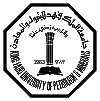 جامعة الملك فهد للبترول والمعادن
KING FAHD UNIVERSITY OF PETROLEUM & MINERALS